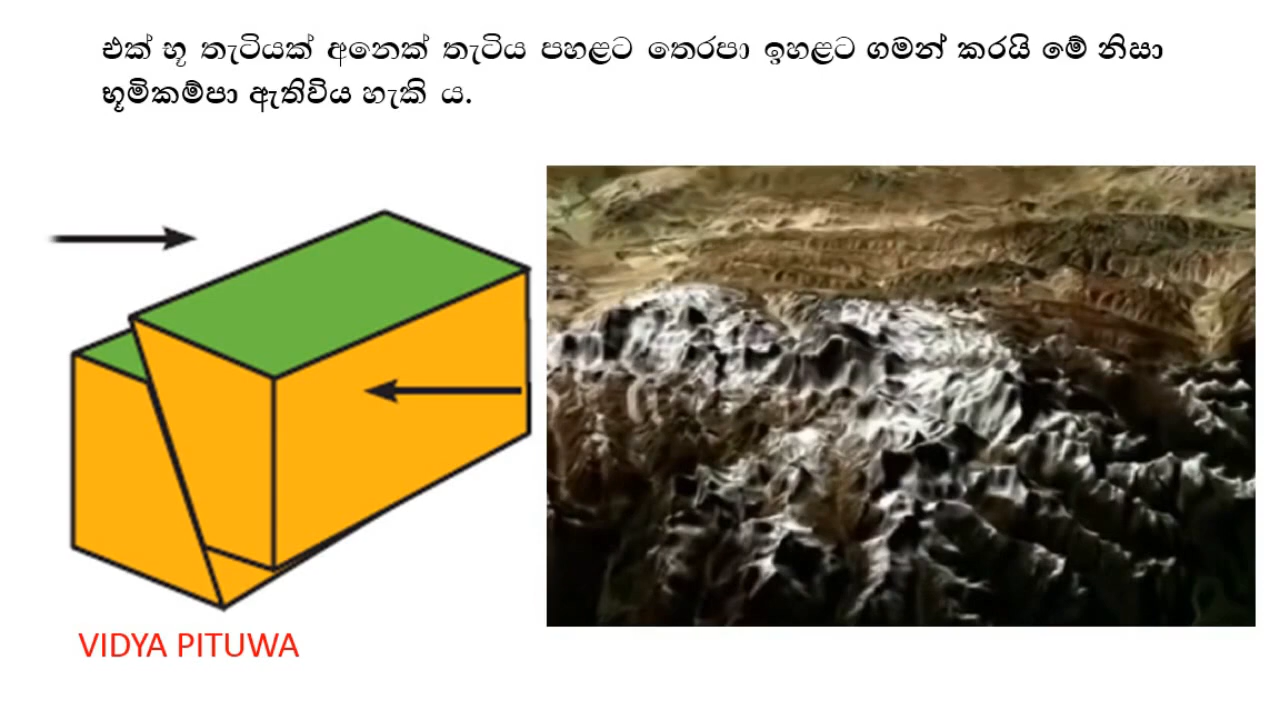 එක් භූ තැටියක් අනෙක් තැටිය පහළට තෙරපා ඉහළට ගමන් කරයි මේ නිසා
භූමිකම්පා ඇතිවිය හැකි ය.
VIDYA PITUWA